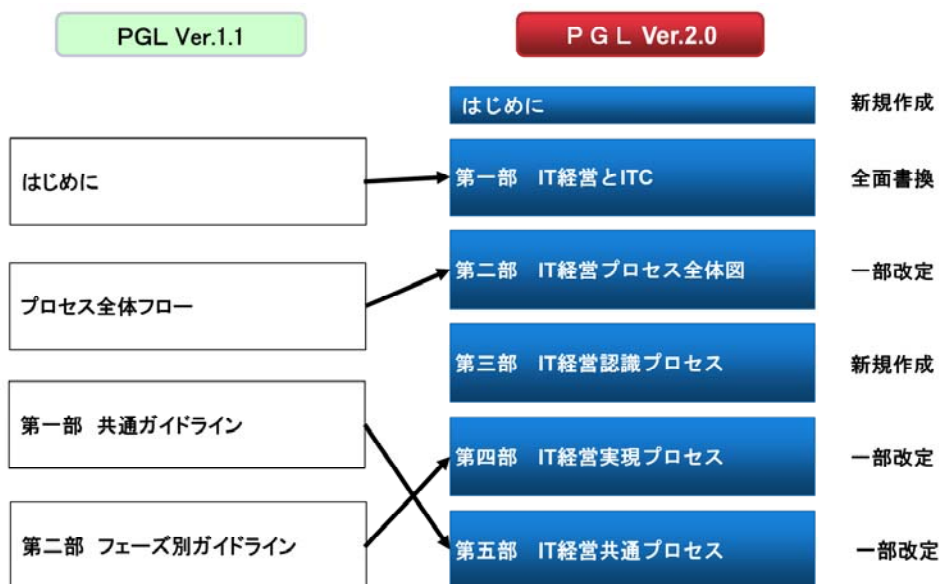 PGL Ver.1.1
ＰＧＬ Ver.2.0
はじめに
新規作成
はじめに
第一部　IT経営とITC
全面書換
プロセス全体フロー
第二部　IT経営プロセス全体図
一部改定
第三部　IT経営認識プロセス
新規作成
第一部 共通ガイドライン
第四部　IT経営実現プロセス
一部改定
第二部 フェーズ別ガイドライン
第五部　IT経営共通プロセス
一部改定